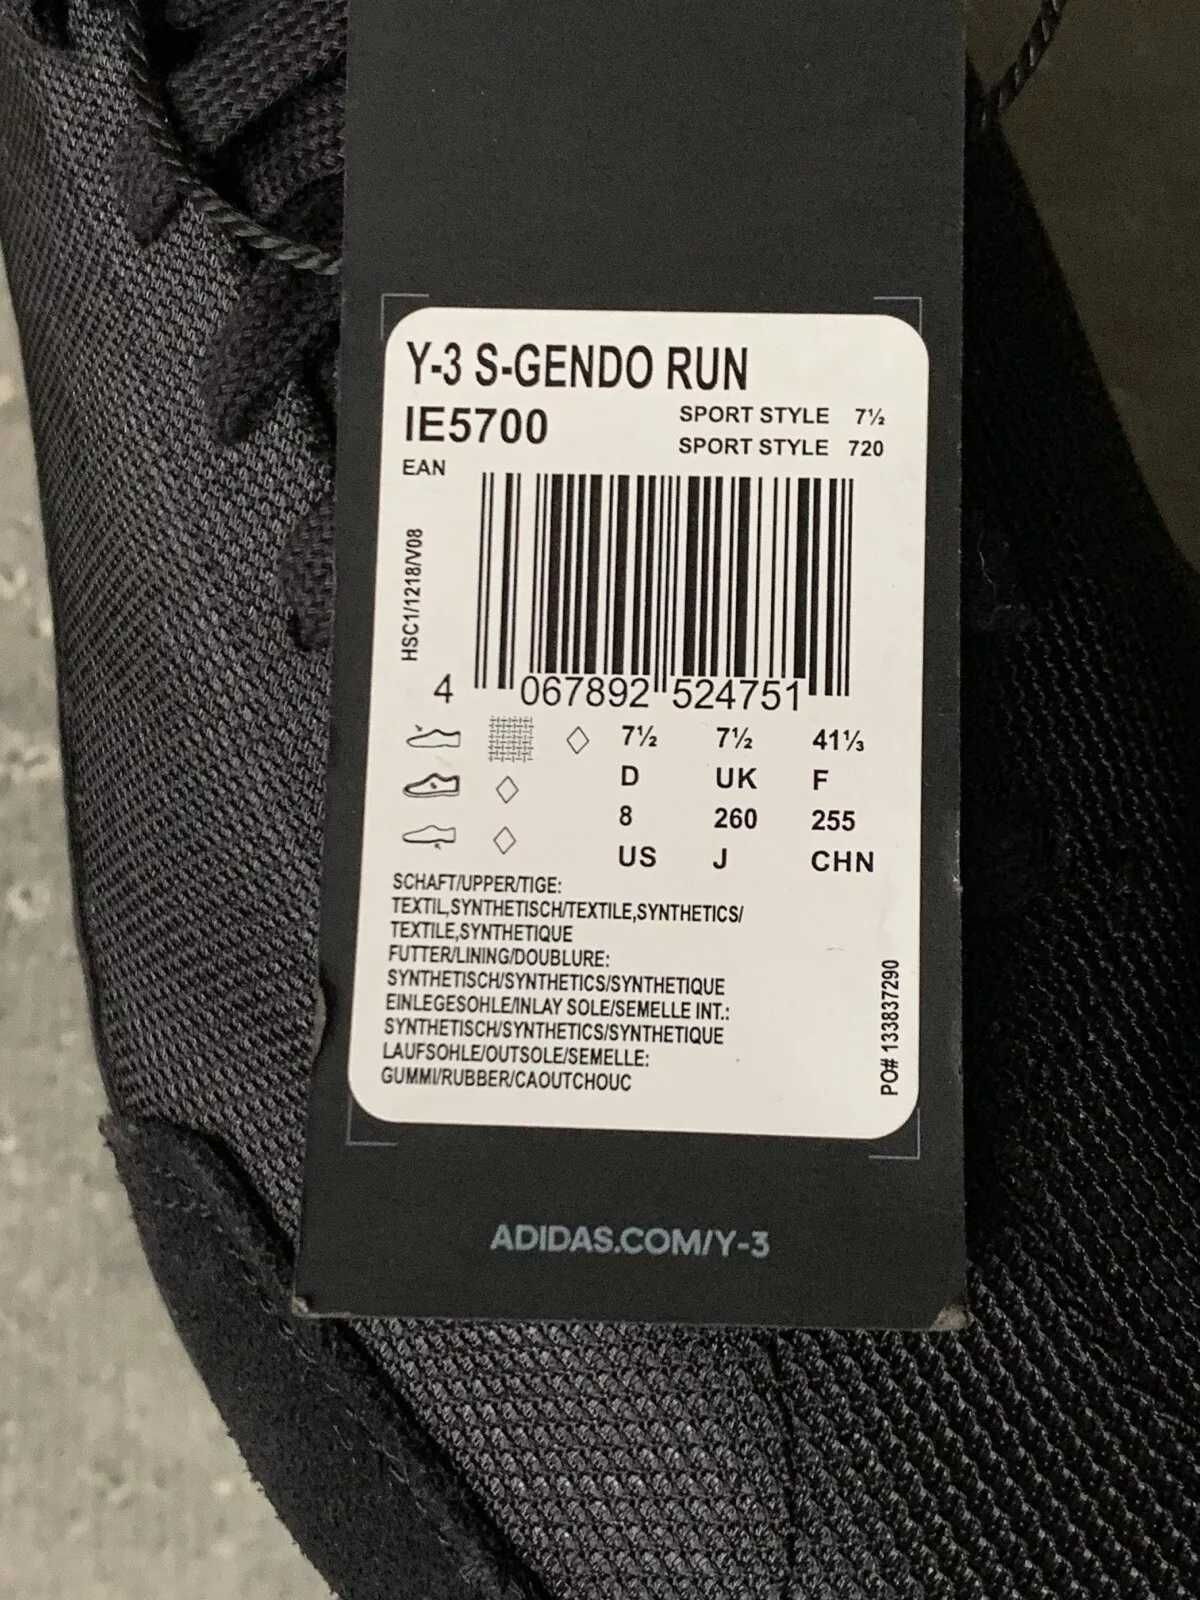 Y-3 S-GENDO RUN
IE5700
SPORT STYLE 7½
SPORT STYLE 720
EAN
HSC1/1218/V08
4 067892 524751
7½ 7½ 41⅓
D UK F
8 260 255
US J CHN
SCHAFT/UPPER/TIGE:
TEXTIL,SYNTHETISCH/TEXTILE,SYNTHETICS/
TEXTILE,SYNTHETIQUE
FUTTER/LINING/DOUBLURE:
SYNTHETISCH/SYNTHETICS/SYNTHETIQUE
EINLEGESOHLE/INLAY SOLE/SEMELLE INT.:
SYNTHETISCH/SYNTHETICS/SYNTHETIQUE
LAUFSOHLE/OUTSOLE/SEMELLE:
GUMMI/RUBBER/CAOUTCHOUC
PO# 133837290
ADIDAS.COM/Y-3